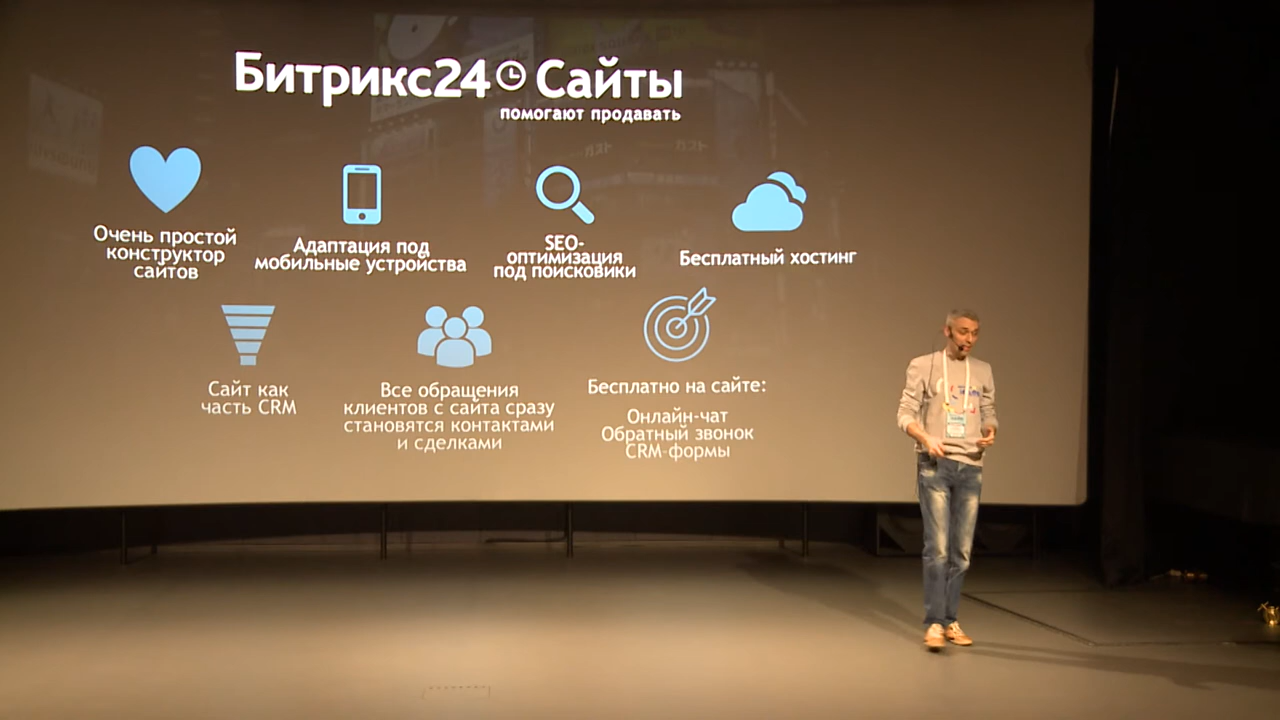 Битрикс24 Сайты
помогают продавать
Очень простой
конструктор
сайтов
Адаптация под
мобильные устройства
SEO-
оптимизация
под поисковики
Бесплатный хостинг
Сайт как
часть CRM
Все обращения
клиентов с сайта сразу
становятся контактами
и сделками
Бесплатно на сайте:
Онлайн-чат
Обратный звонок
CRM-формы